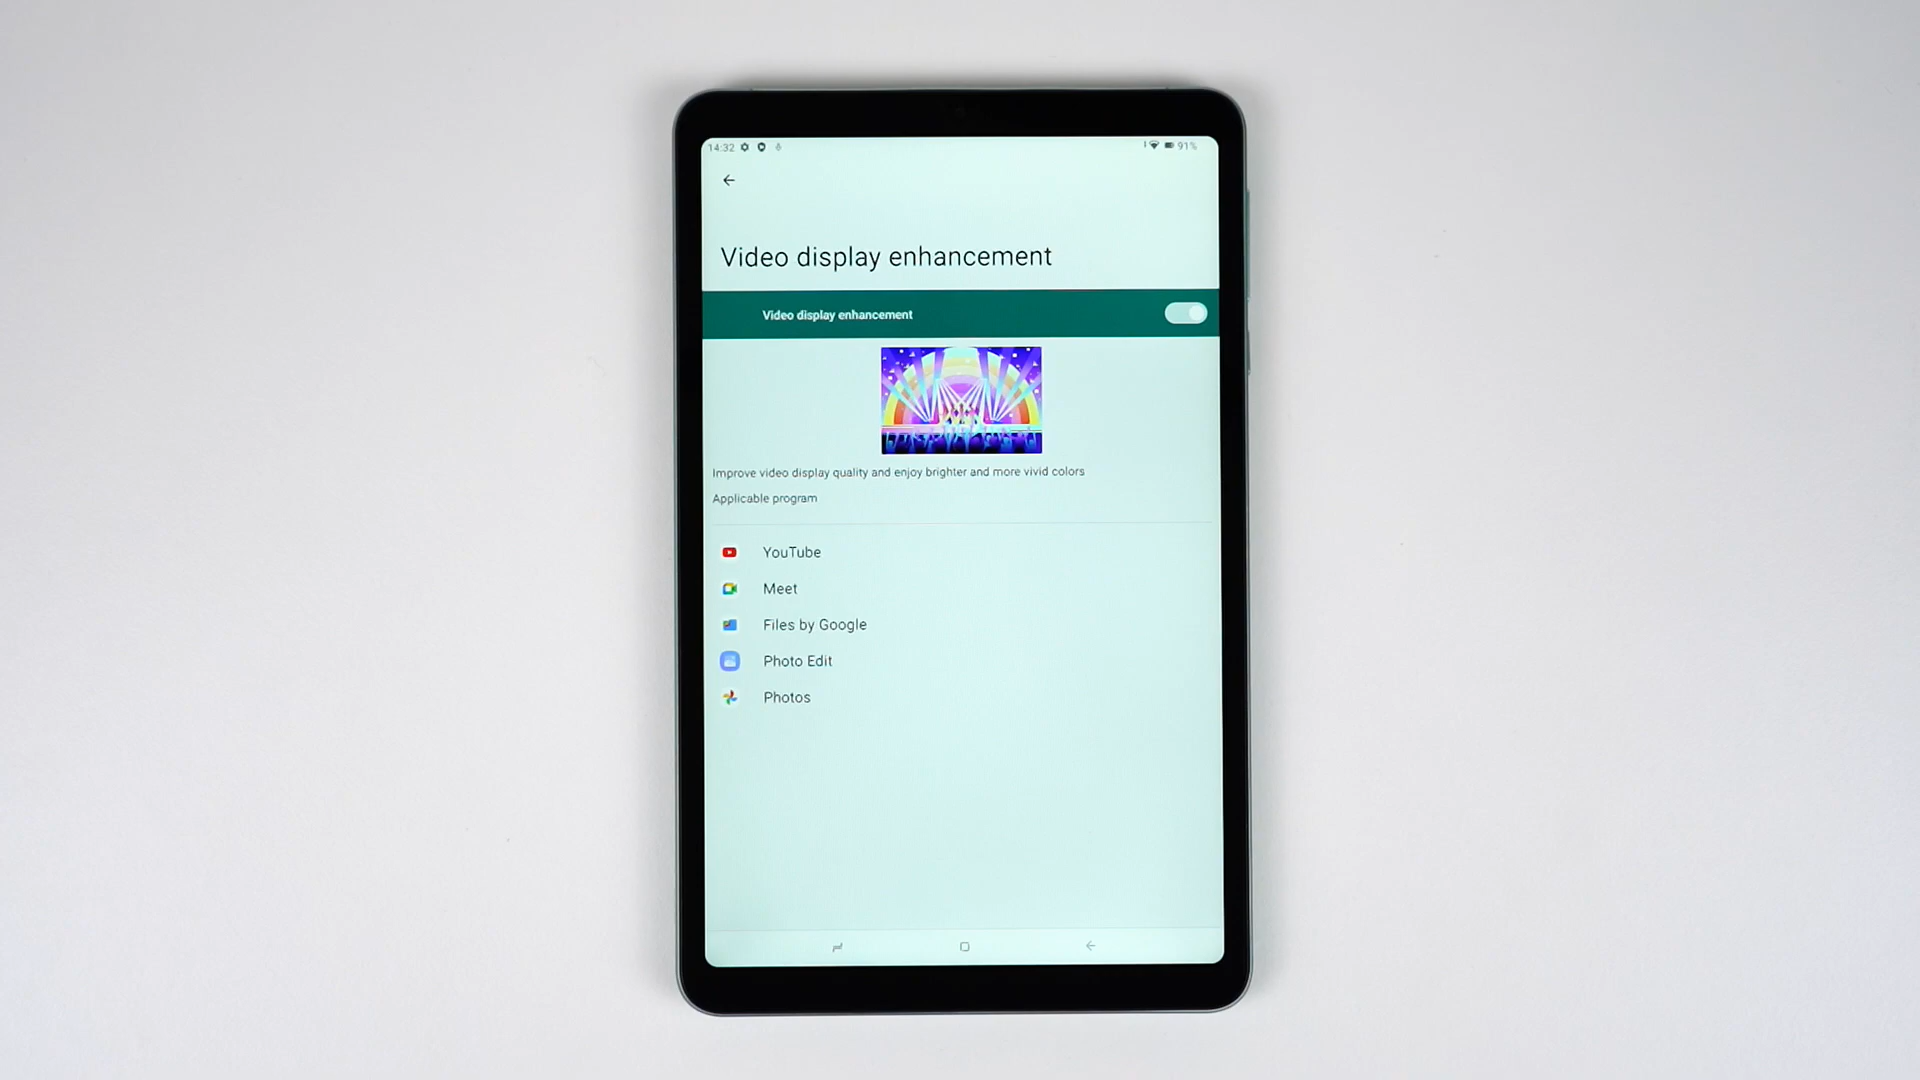 14:32 91%
Video display enhancement
Video display enhancement
Improve video display quality and enjoy brighter and more vivid colors
Applicable program
YouTube
Meet
Files by Google
Photo Edit
Photos